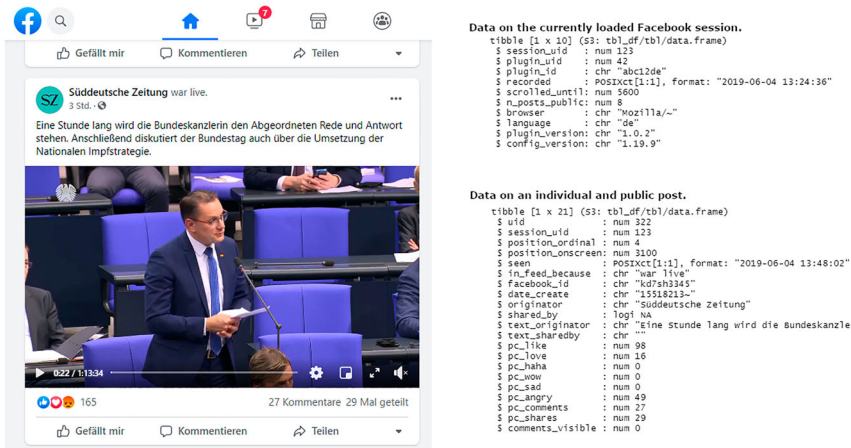 7
Gefällt mir Kommentieren Teilen
SZ
Süddeutsche Zeitung war live.
3 Std. ·
Eine Stunde lang wird die Bundeskanzlerin den Abgeordneten Rede und Antwort
stehen. Anschließend diskutiert der Bundestag auch über die Umsetzung der
Nationalen Impfstrategie.
0:22 / 1:13:34
165 27 Kommentare 29 Mal geteilt
Gefällt mir Kommentieren Teilen
Data on the currently loaded Facebook session.
tibble [1 x 10] (S3: tbl_df/tbl/data.frame)
$ session_uid : num 123
$ plugin_uid : num 42
$ plugin_id : chr "abc12de"
$ recorded : POSIXct[1:1], format: "2019-06-04 13:24:36"
$ scrolled_until: num 5600
$ n_posts_public: num 8
$ browser : chr "Mozilla/~"
$ language : chr "de"
$ plugin_version: chr "1.0.2"
$ config_version: chr "1.19.9"
Data on an individual and public post.
tibble [1 x 21] (S3: tbl_df/tbl/data.frame)
$ uid : num 322
$ session_uid : num 123
$ position_ordinal : num 4
$ position_onscreen: num 3100
$ seen : POSIXct[1:1], format: "2019-06-04 13:48:02"
$ in_feed_because : chr "war live"
$ facebook_id : chr "kd7sh3345"
$ date_create : chr "15518213~"
$ originator : chr "Süddeutsche Zeitung"
$ shared_by : logi NA
$ text_originator : chr "Eine Stunde lang wird die Bundeskanzle
$ text_sharedby : chr ""
$ pc_like : num 98
$ pc_love : num 16
$ pc_haha : num 0
$ pc_wow : num 0
$ pc_sad : num 0
$ pc_angry : num 49
$ pc_comments : num 27
$ pc_shares : num 29
$ comments_visible : num 0